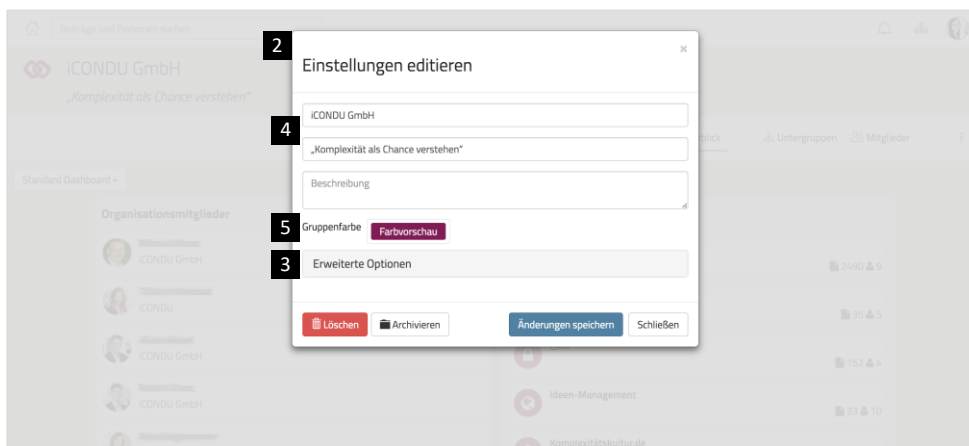 Beiträge und Personen suchen
2
×
Einstellungen editieren
iCONDU GmbH
„Komplexität als Chance verstehen“
iCONDU GmbH
4
„Komplexität als Chance verstehen“
blick
Untergruppen
Mitglieder
Standard Dashboard
Beschreibung
Organisationsmitglieder
5
Gruppenfarbe
Farbvorschau
3
Erweiterte Optionen
iCONDU GmbH
2490 9
iCONDU
35 5
Löschen
Archivieren
Änderungen speichern
Schließen
iCONDU GmbH
152 4
iCONDU GmbH
Ideen-Management
33 10
Komplexitätskultur.de